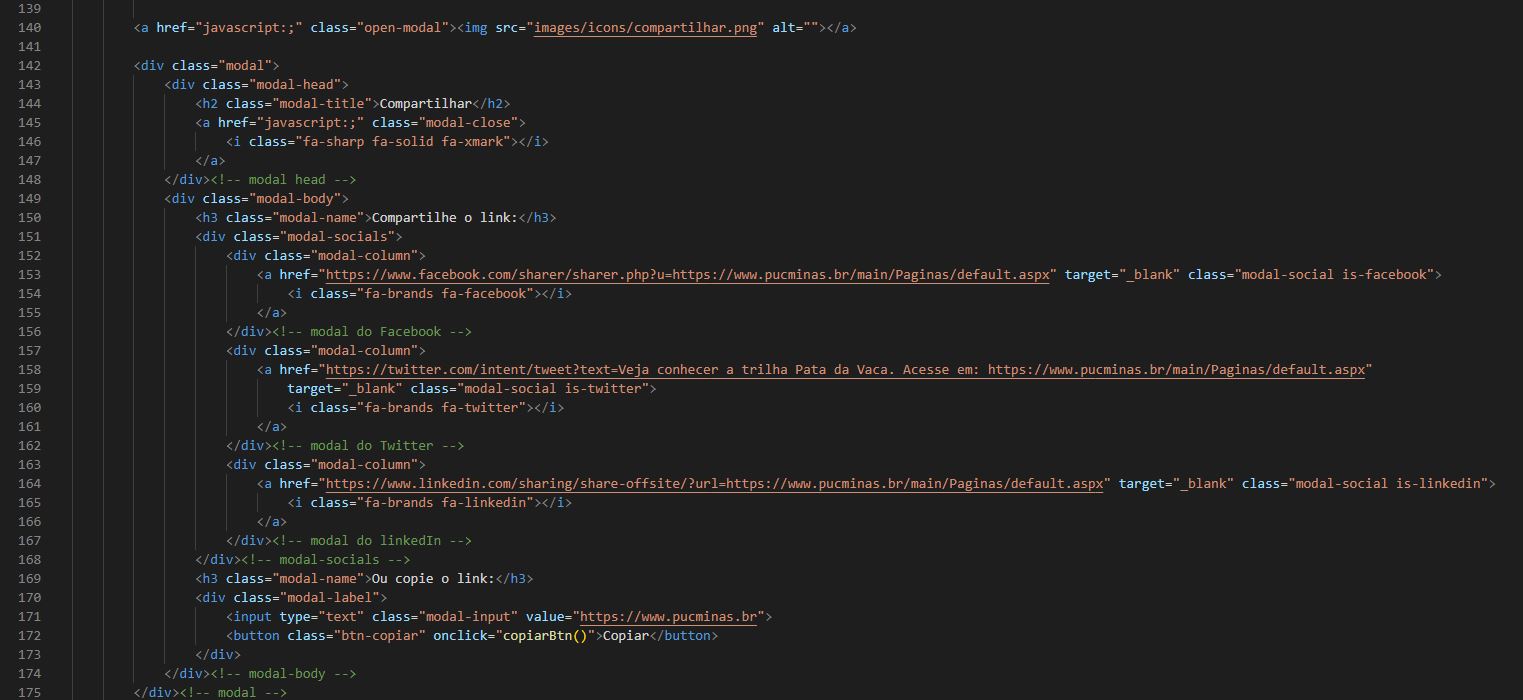 139
140 <a href="javascript:;" class="open-modal"><img src="images/icons/compartilhar.png" alt=""></a>
141
142 <div class="modal">
143 <div class="modal-head">
144 <h2 class="modal-title">Compartilhar</h2>
145 <a href="javascript:;" class="modal-close">
146 <i class="fa-sharp fa-solid fa-xmark"></i>
147 </a>
148 </div><!-- modal head -->
149 <div class="modal-body">
150 <h3 class="modal-name">Compartilhe o link:</h3>
151 <div class="modal-socials">
152 <div class="modal-column">
153 <a href="https://www.facebook.com/sharer/sharer.php?u=https://www.pucminas.br/main/Paginas/default.aspx" target="_blank" class="modal-social is-facebook">
154 <i class="fa-brands fa-facebook"></i>
155 </a>
156 </div><!-- modal do Facebook -->
157 <div class="modal-column">
158 <a href="https://twitter.com/intent/tweet?text=Veja conhecer a trilha Pata da Vaca. Acesse em: https://www.pucminas.br/main/Paginas/default.aspx"
159 target="_blank" class="modal-social is-twitter">
160 <i class="fa-brands fa-twitter"></i>
161 </a>
162 </div><!-- modal do Twitter -->
163 <div class="modal-column">
164 <a href="https://www.linkedin.com/sharing/share-offsite/?url=https://www.pucminas.br/main/Paginas/default.aspx" target="_blank" class="modal-social is-linkedin">
165 <i class="fa-brands fa-linkedin"></i>
166 </a>
167 </div><!-- modal do linkedIn -->
168 </div><!-- modal-socials -->
169 <h3 class="modal-name">Ou copie o link:</h3>
170 <div class="modal-label">
171 <input type="text" class="modal-input" value="https://www.pucminas.br">
172 <button class="btn-copiar" onclick="copiarBtn()">Copiar</button>
173 </div>
174 </div><!-- modal-body -->
175 </div><!-- modal -->